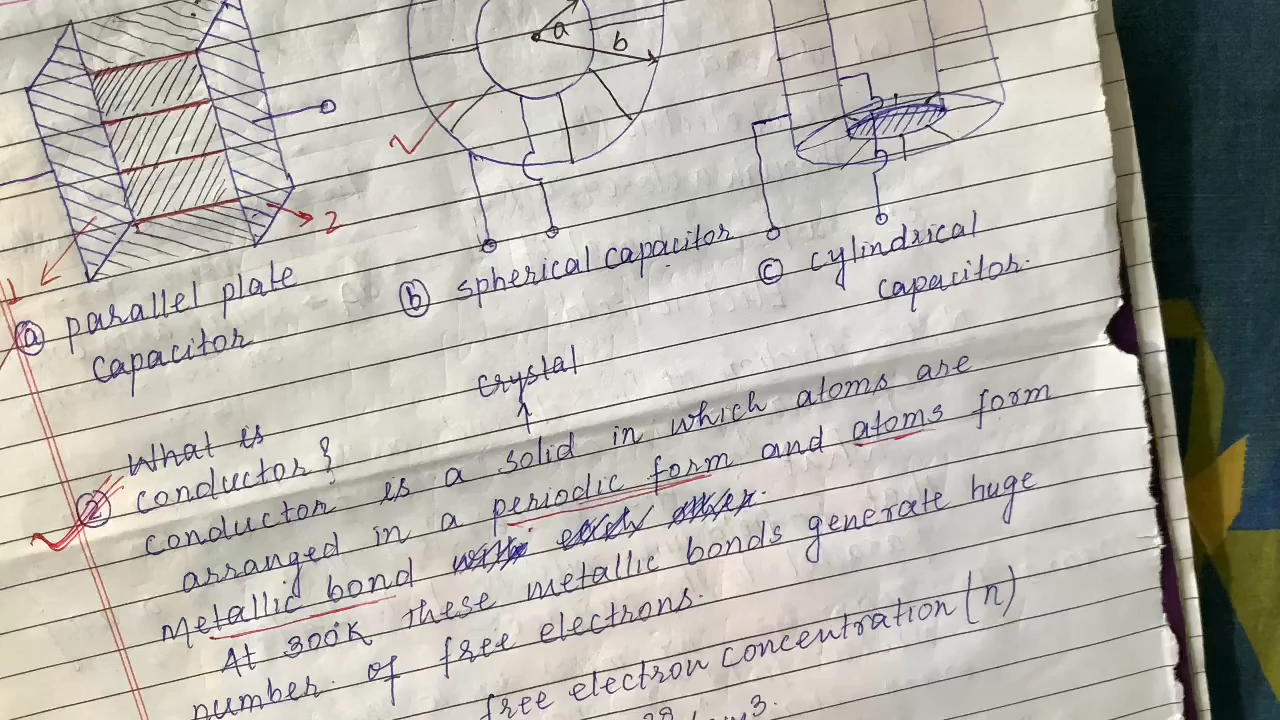 a
b
2
ⓐ parallel plate
capacitor
ⓑ spherical capacitor
ⓒ cylindrical
capacitor.
crystal
② What is
conductor?
conductor is a solid in which atoms are
arranged in a periodic form and atoms form
metallic bond
At 300K these metallic bonds generate huge
number of free electrons.
free electron concentration (n)